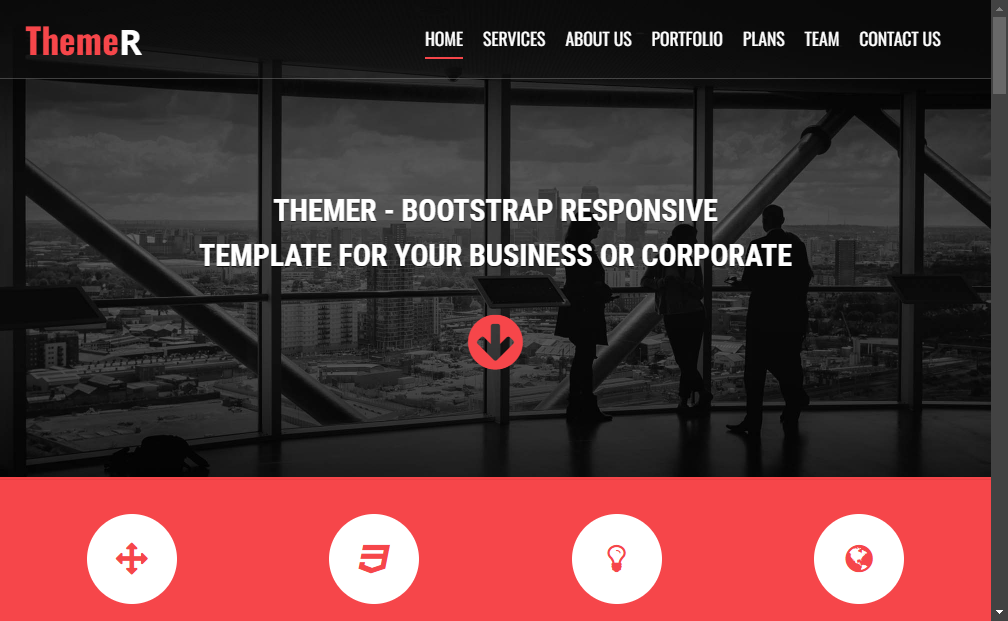 ThemeR
HOME SERVICES ABOUT US PORTFOLIO PLANS TEAM CONTACT US
THEMER - BOOTSTRAP RESPONSIVE
TEMPLATE FOR YOUR BUSINESS OR CORPORATE